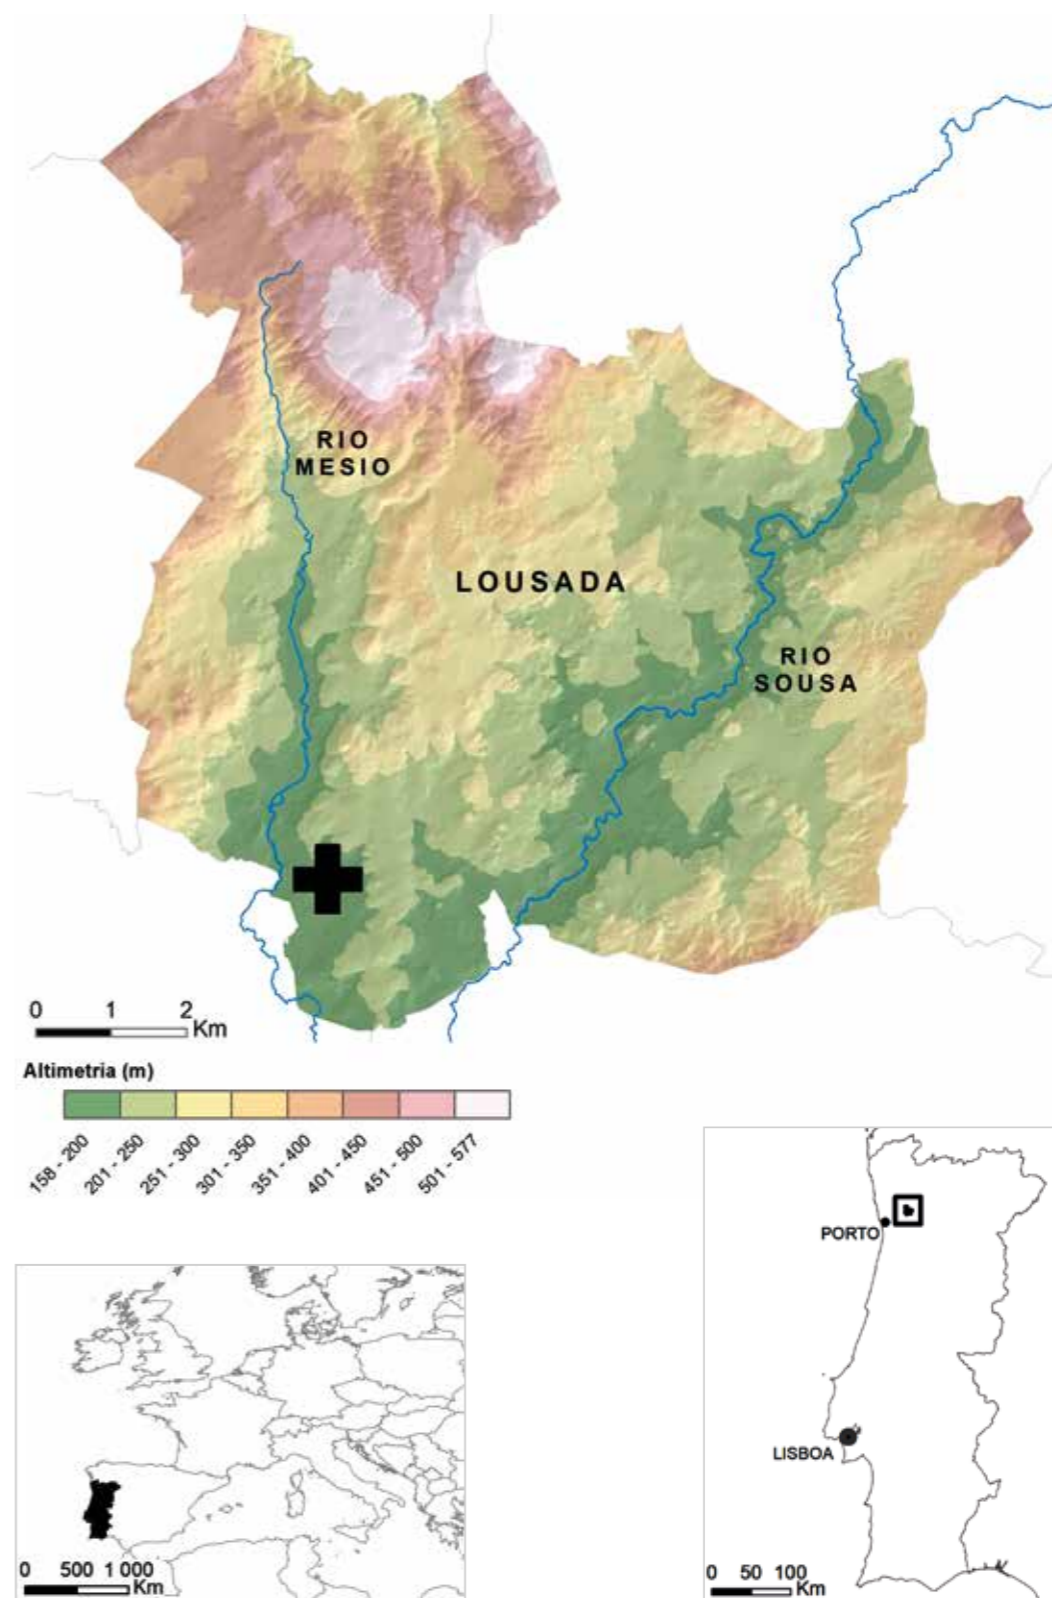 RIO
MESIO
LOUSADA
RIO
SOUSA
0 1 2
Km
Altimetria (m)
158 - 200
201 - 250
251 - 300
301 - 350
351 - 400
401 - 450
451 - 500
501 - 577
PORTO
LISBOA
0 500 1 000
Km
0 50 100
Km